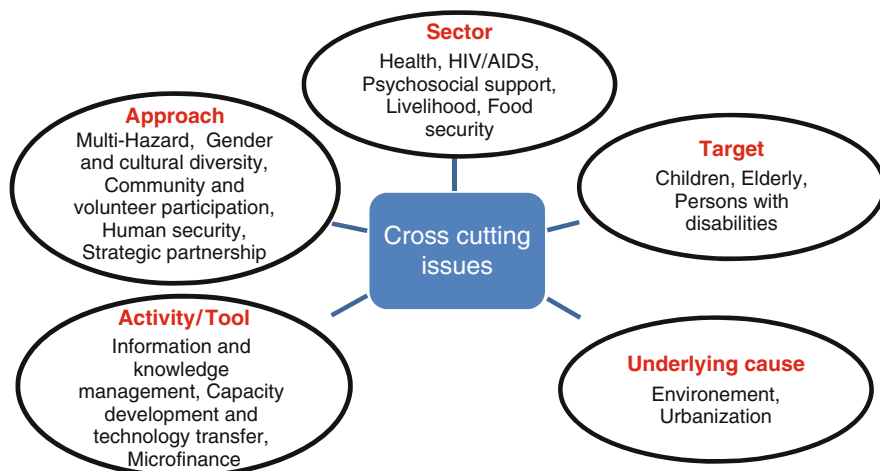 Sector
Health, HIV/AIDS,
Psychosocial support,
Livelihood, Food
security
Approach
Multi-Hazard, Gender
and cultural diversity,
Community and
volunteer participation,
Human security,
Strategic partnership
Target
Children, Elderly,
Persons with
disabilities
Cross cutting
issues
Activity/Tool
Information and
knowledge
management, Capacity
development and
technology transfer,
Microfinance
Underlying cause
Environement,
Urbanization